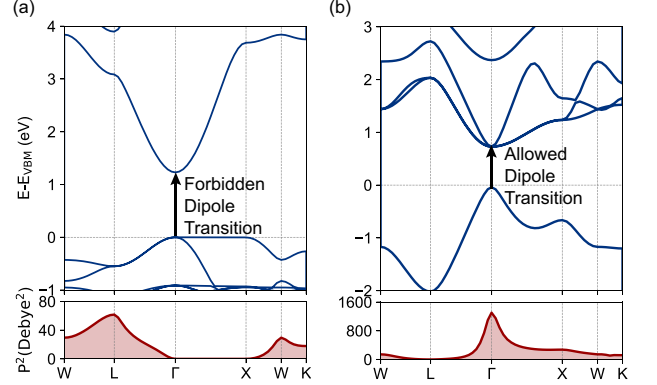 (a)
(b)
4
3
2
1
0
−1
E-E_VBM (eV)
Forbidden
Dipole
Transition
3
2
1
0
−1
−2
Allowed
Dipole
Transition
80
40
0
P²(Debye²)
W L Γ X W K
1600
800
0
W L Γ X W K